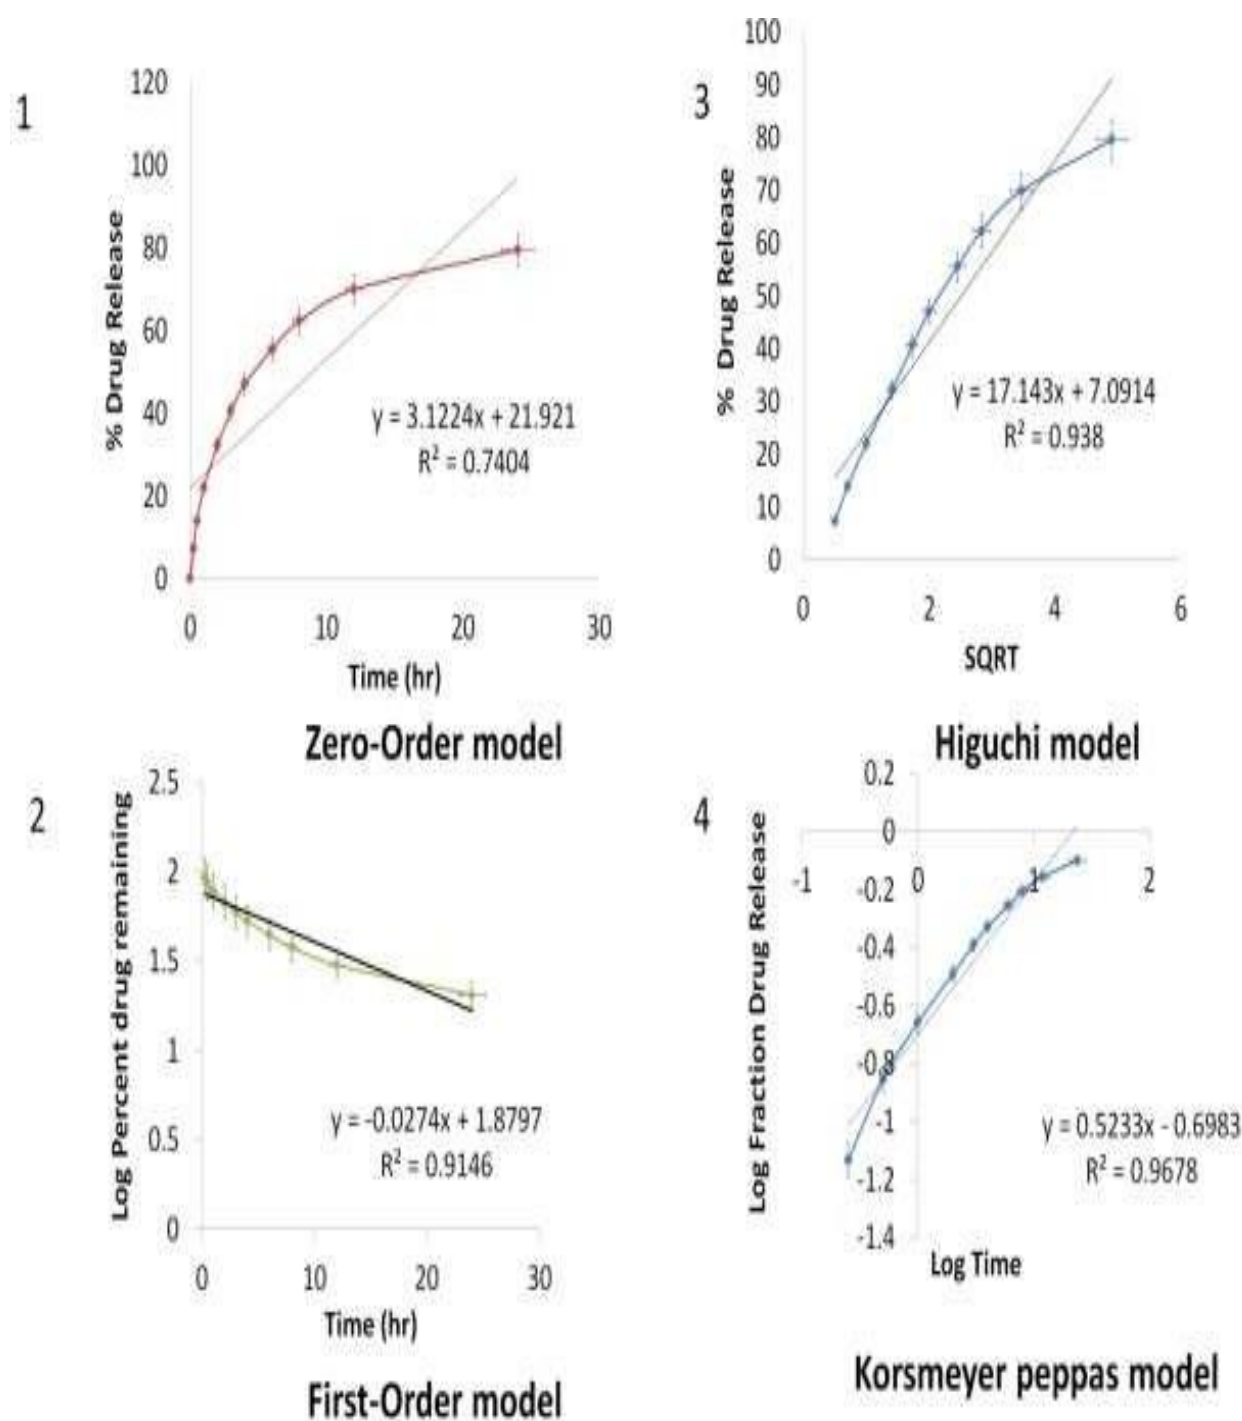 1
120
100
80
60
40
20
0
% Drug Release
y = 3.1224x + 21.921
R² = 0.7404
0 10 20 30
Time (hr)
Zero-Order model
2
2.5
2
1.5
1
0.5
0
Log Percent drug remaining
y = -0.0274x + 1.8797
R² = 0.9146
0 10 20 30
Time (hr)
First-Order model
3
100
90
80
70
60
50
40
30
20
10
0
% Drug Release
y = 17.143x + 7.0914
R² = 0.938
0 2 4 6
SQRT
Higuchi model
4
0.2
0
-1 0 1 2
-0.2
-0.4
-0.6
-0.8
-1
-1.2
-1.4
Log Fraction Drug Release
y = 0.5233x - 0.6983
R² = 0.9678
Log Time
Korsmeyer peppas model